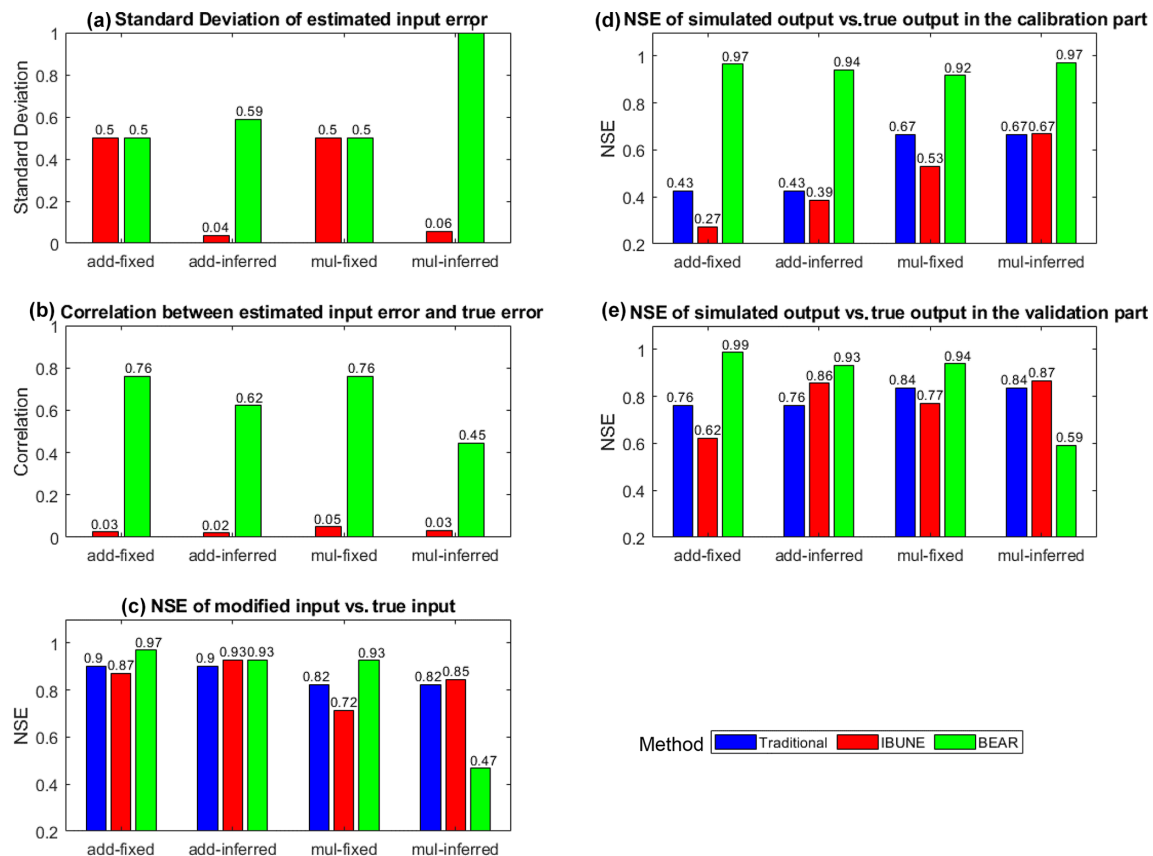 (a) Standard Deviation of estimated input error
Standard Deviation
1
0.8
0.6
0.4
0.2
0
0.5
0.5
0.04
0.59
0.5
0.5
0.06
add-fixed
add-inferred
mul-fixed
mul-inferred
(b) Correlation between estimated input error and true error
Correlation
1
0.8
0.6
0.4
0.2
0
0.03
0.76
0.02
0.62
0.05
0.76
0.03
0.45
add-fixed
add-inferred
mul-fixed
mul-inferred
(c) NSE of modified input vs. true input
NSE
1
0.8
0.6
0.4
0.2
0.9
0.87
0.97
0.9
0.93
0.93
0.82
0.72
0.93
0.82
0.85
0.47
add-fixed
add-inferred
mul-fixed
mul-inferred
(d) NSE of simulated output vs. true output in the calibration part
NSE
1
0.8
0.6
0.4
0.2
0.43
0.27
0.97
0.43
0.39
0.94
0.67
0.53
0.92
0.67
0.67
0.97
add-fixed
add-inferred
mul-fixed
mul-inferred
(e) NSE of simulated output vs. true output in the validation part
NSE
1
0.8
0.6
0.4
0.2
0.76
0.62
0.99
0.76
0.86
0.93
0.84
0.77
0.94
0.84
0.87
0.59
add-fixed
add-inferred
mul-fixed
mul-inferred
Method Traditional IBUNE BEAR